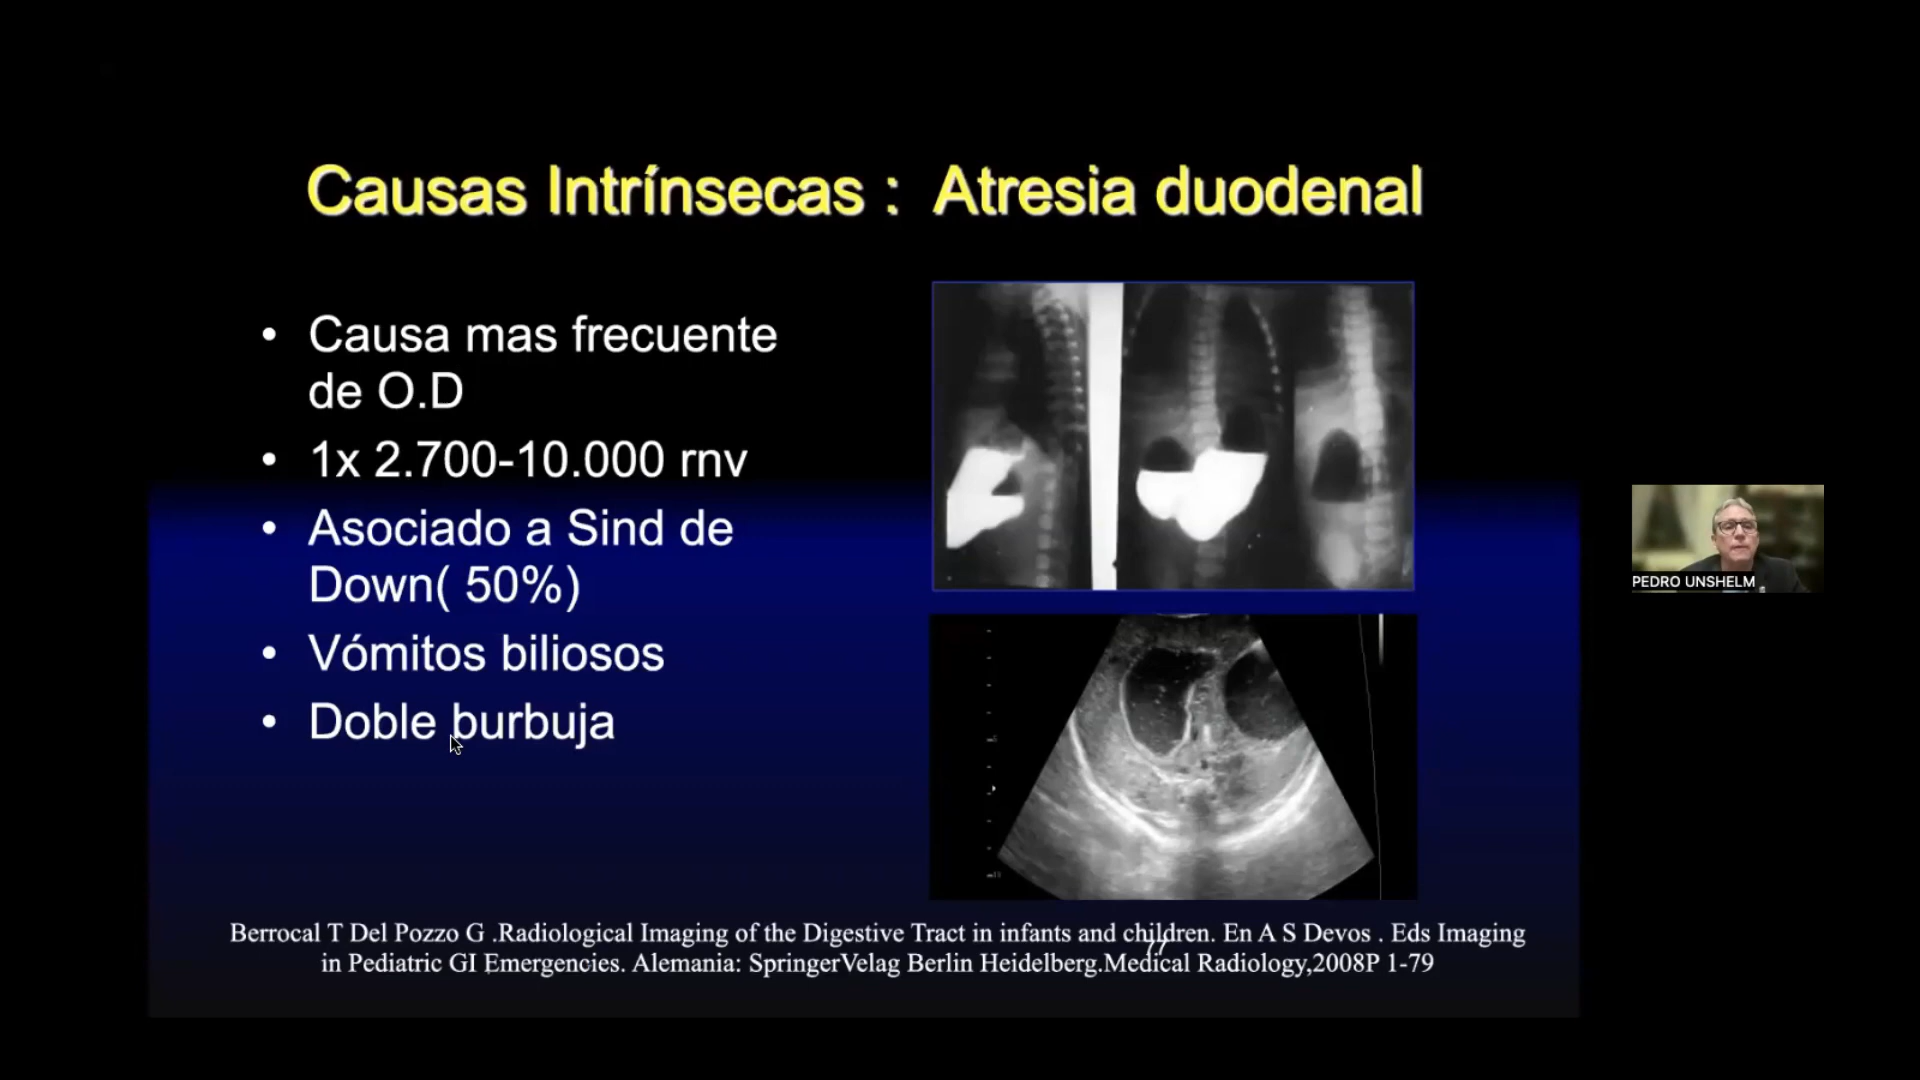 Causas Intrínsecas : Atresia duodenal
• Causa mas frecuente
de O.D
• 1x 2.700-10.000 rnv
• Asociado a Sind de
Down( 50%)
• Vómitos biliosos
• Doble burbuja
PEDRO UNSHELM
Berrocal T Del Pozzo G .Radiological Imaging of the Digestive Tract in infants and children. En A S Devos . Eds Imaging
77
in Pediatric GI Emergencies. Alemania: SpringerVelag Berlin Heidelberg.Medical Radiology,2008P 1-79